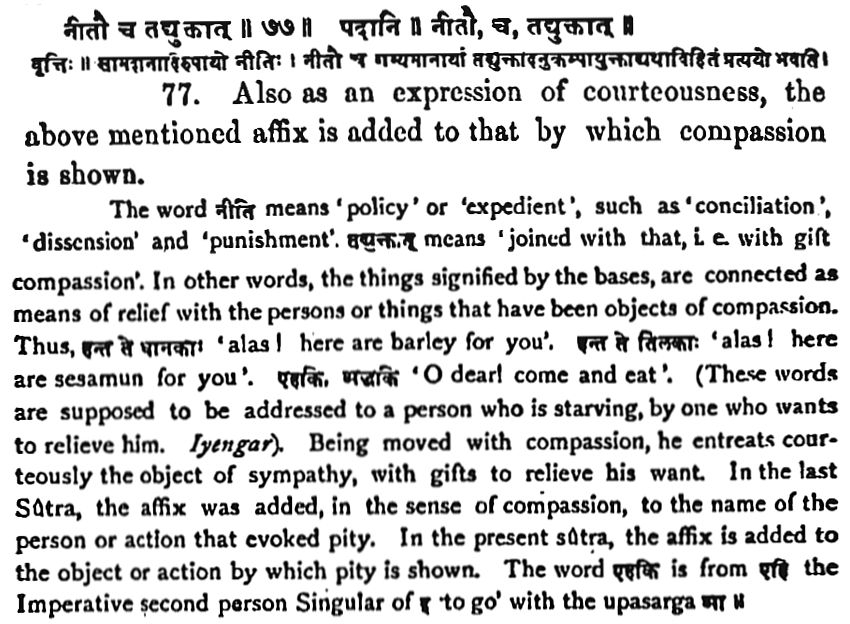 नीतौ च तद्युकात् ॥ ७७ ॥ पदानि ॥ नीतौ, च, तद्युकात् ॥
वृत्तिः ॥ सामदानादिरुपायो नीतिः । नीतौ च गम्यमानायां तद्युक्तादनुकम्पायुक्ताद्यथाविहितं प्रत्ययो भवति।
77. Also as an expression of courteousness, the
above mentioned affix is added to that by which compassion
is shown.
The word नीति means 'policy' or 'expedient', such as 'conciliation',
'dissension' and 'punishment'. तद्युक्तात् means 'joined with that, i. e. with gift
compassion'. In other words, the things signified by the bases, are connected as
means of relief with the persons or things that have been objects of compassion.
Thus, हन्त ते धानकाः 'alas! here are barley for you'. हन्त ते तिलकाः 'alas! here
are sesamun for you'. एहकि, अद्धकि 'O dear! come and eat'. (These words
are supposed to be addressed to a person who is starving, by one who wants
to relieve him. Iyengar). Being moved with compassion, he entreats cour-
teously the object of sympathy, with gifts to relieve his want. In the last
Sûtra, the affix was added, in the sense of compassion, to the name of the
person or action that evoked pity. In the present sûtra, the affix is added to
the object or action by which pity is shown. The word एहकि is from एहि the
Imperative second person Singular of इ 'to go' with the upasarga आ ॥